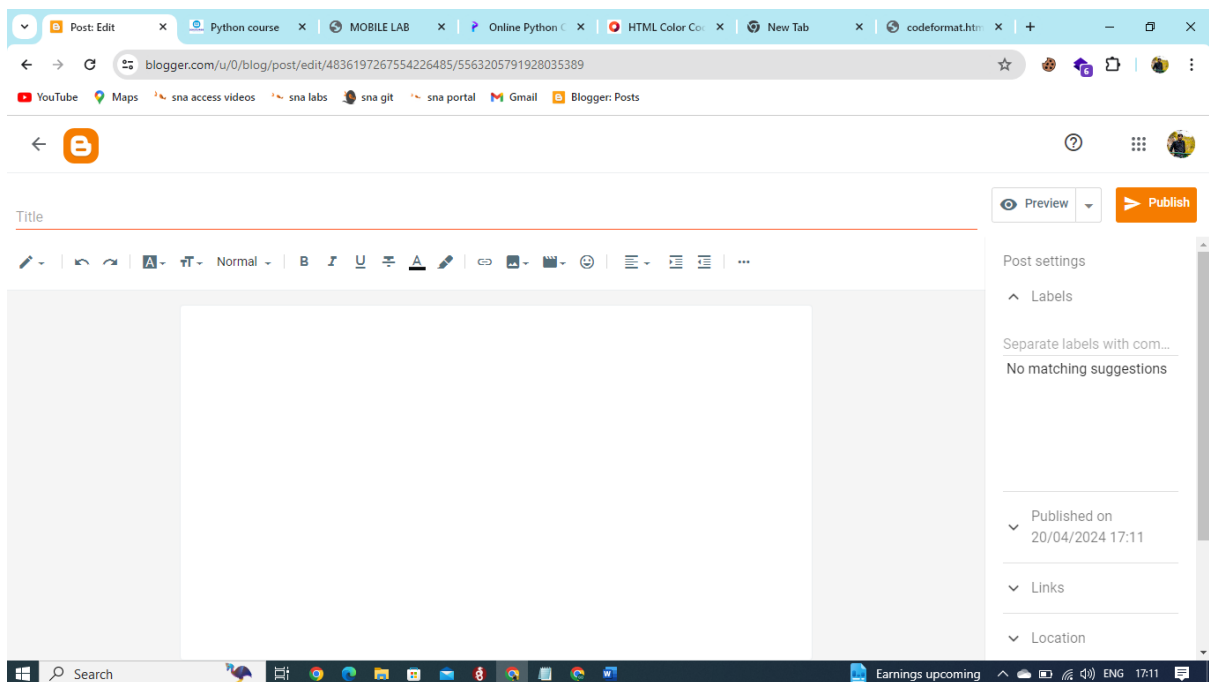 Post: Edit Python course MOBILE LAB Online Python C HTML Color Co New Tab codeformat.htm
blogger.com/u/0/blog/post/edit/4836197267554226485/5563205791928035389
6
YouTube Maps sna access videos sna labs sna git sna portal Gmail Blogger: Posts
Title
Preview Publish
Normal B I U A
Post settings
Labels
Separate labels with com...
No matching suggestions
Published on
20/04/2024 17:11
Links
Location
Search Earnings upcoming ENG 17:11